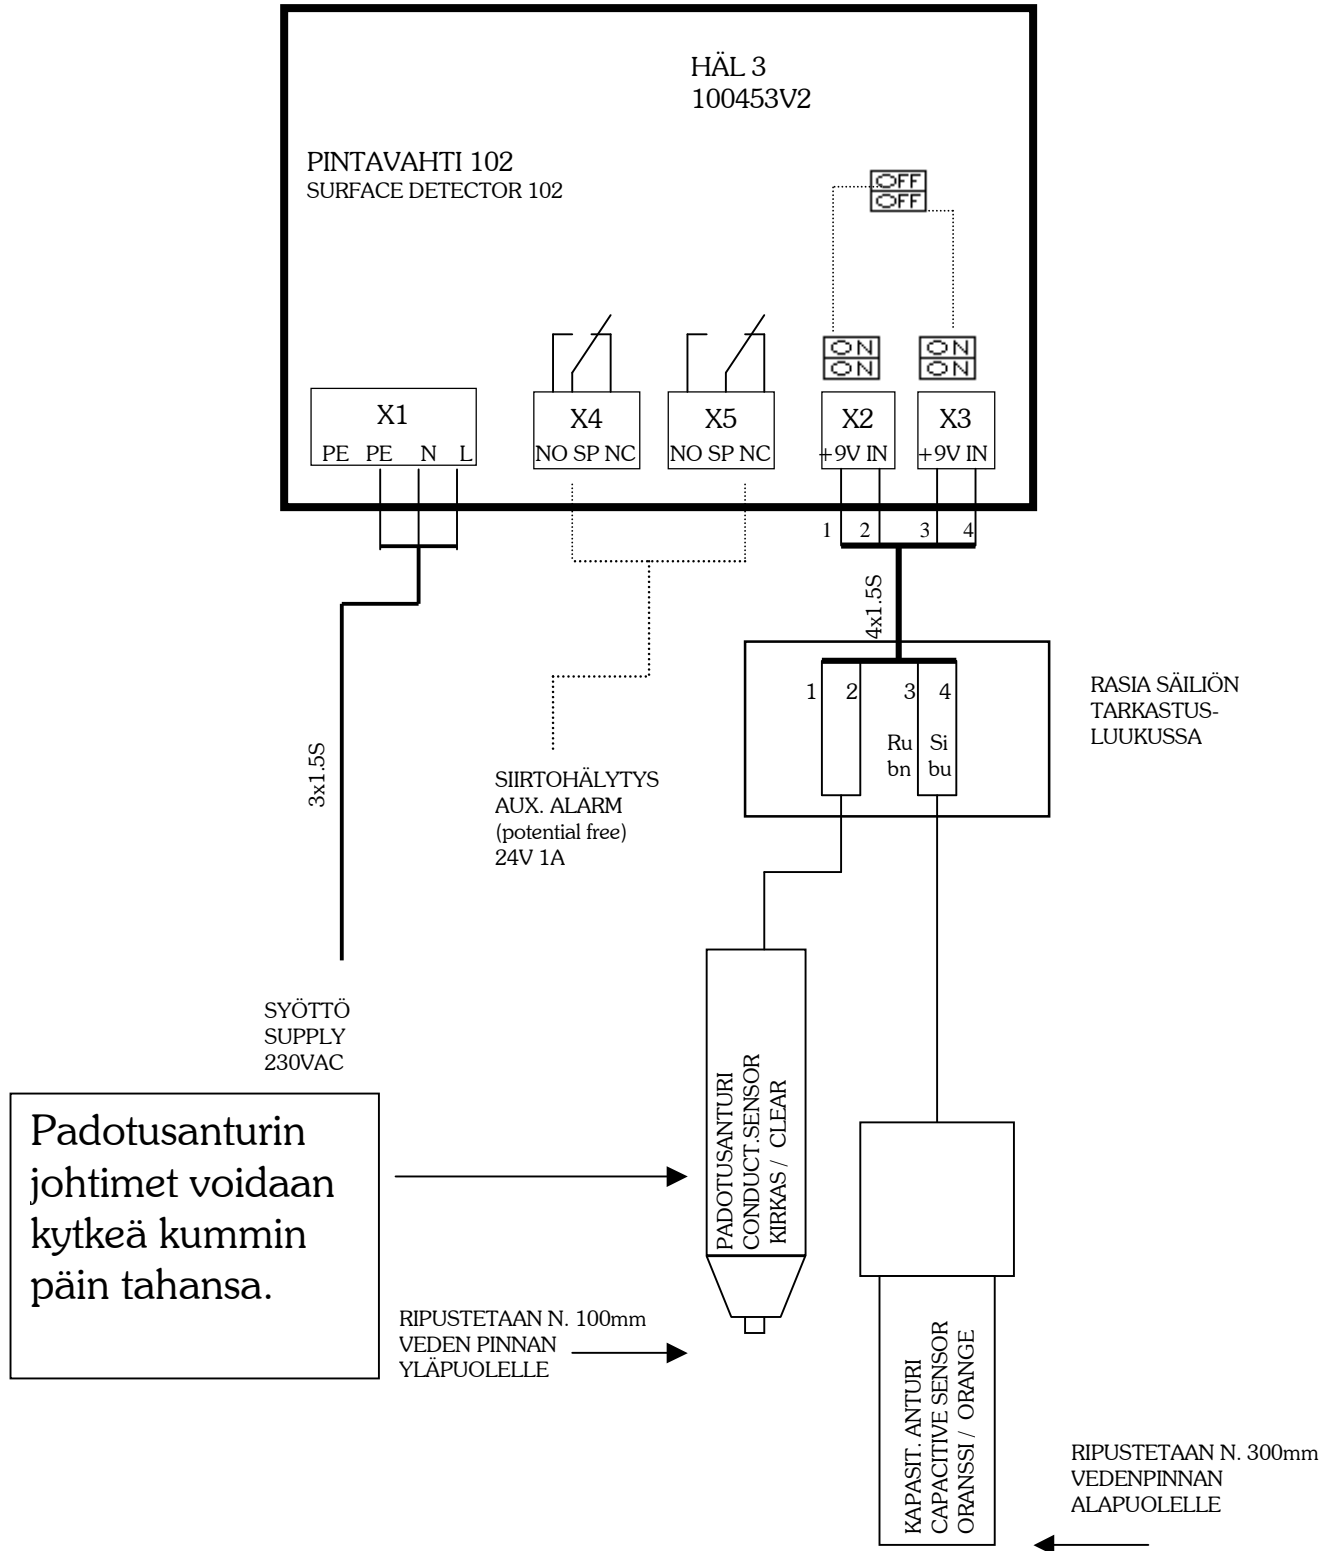 HÄL 3
100453V2
PINTAVAHTI 102
SURFACE DETECTOR 102
OFF
OFF
ON
ON
ON
ON
X1
PE PE N L
X4
NO SP NC
X5
NO SP NC
X2
+9V IN
X3
+9V IN
1 2 3 4
3x1.5S
4x1.5S
1 2 3 4
Ru Si
bn bu
RASIA SÄILIÖN
TARKASTUS-
LUUKUSSA
SIIRTOHÄLYTYS
AUX. ALARM
(potential free)
24V 1A
SYÖTTÖ
SUPPLY
230VAC
Padotusanturin
johtimet voidaan
kytkeä kummin
päin tahansa.
PADOTUSANTURI
CONDUCT.SENSOR
KIRKAS / CLEAR
RIPUSTETAAN N. 100mm
VEDEN PINNAN
YLÄPUOLELLE
KAPASIT. ANTURI
CAPACITIVE SENSOR
ORANSSI / ORANGE
RIPUSTETAAN N. 300mm
VEDENPINNAN
ALAPUOLELLE